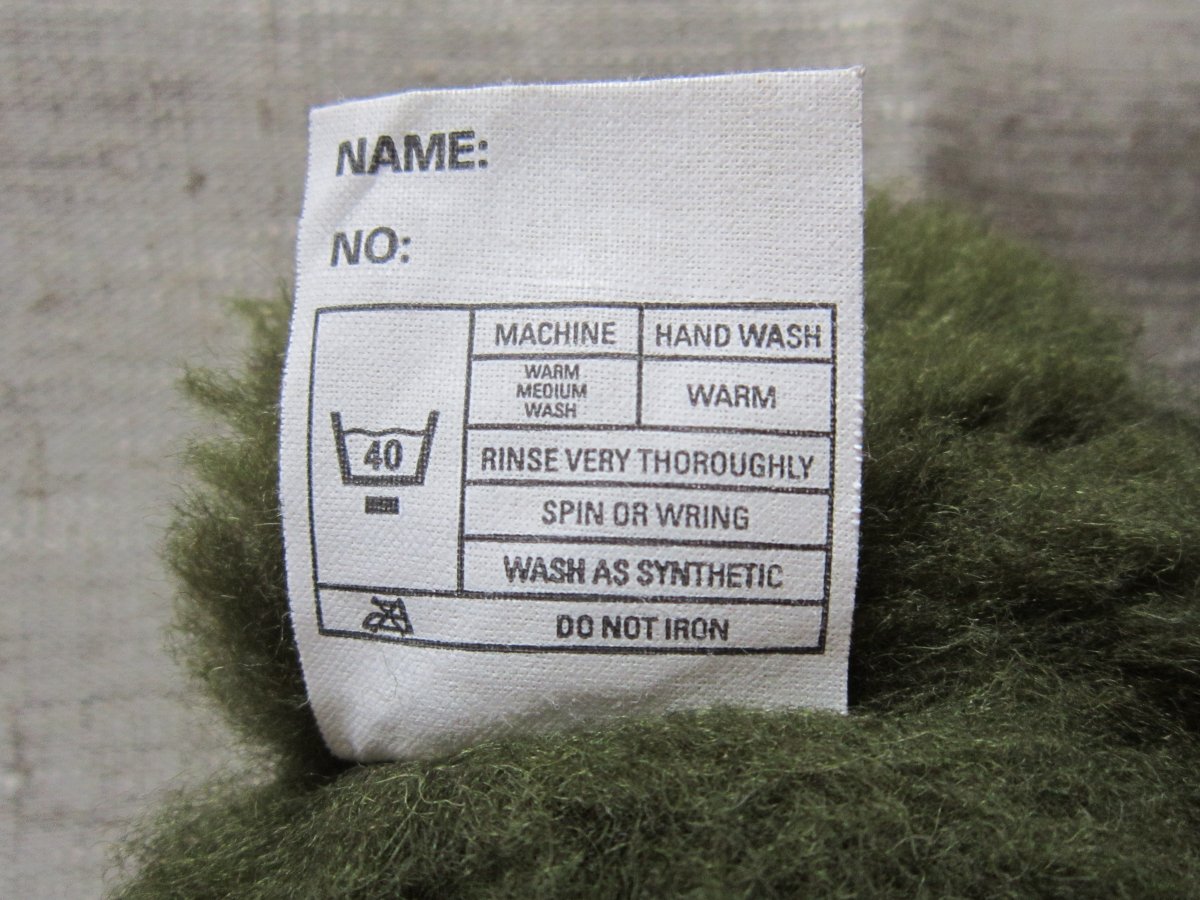 NAME:
NO:
MACHINE HAND WASH
WARM
MEDIUM
WASH
WARM
40
RINSE VERY THOROUGHLY
SPIN OR WRING
WASH AS SYNTHETIC
DO NOT IRON